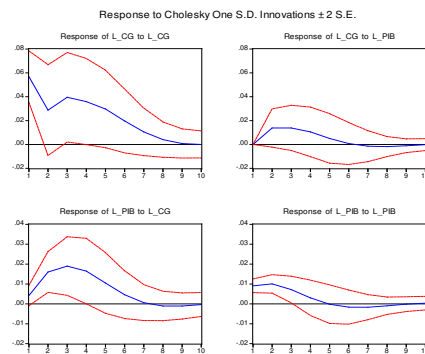 Response to Cholesky One S.D. Innovations ± 2 S.E.
Response of L_CG to L_CG
Response of L_CG to L_PIB
.08
.06
.04
.02
.00
-.02
1 2 3 4 5 6 7 8 9 10
.08
.06
.04
.02
.00
-.02
1 2 3 4 5 6 7 8 9 10
Response of L_PIB to L_CG
Response of L_PIB to L_PIB
.04
.03
.02
.01
.00
-.01
-.02
1 2 3 4 5 6 7 8 9 10
.04
.03
.02
.01
.00
-.01
-.02
1 2 3 4 5 6 7 8 9 10